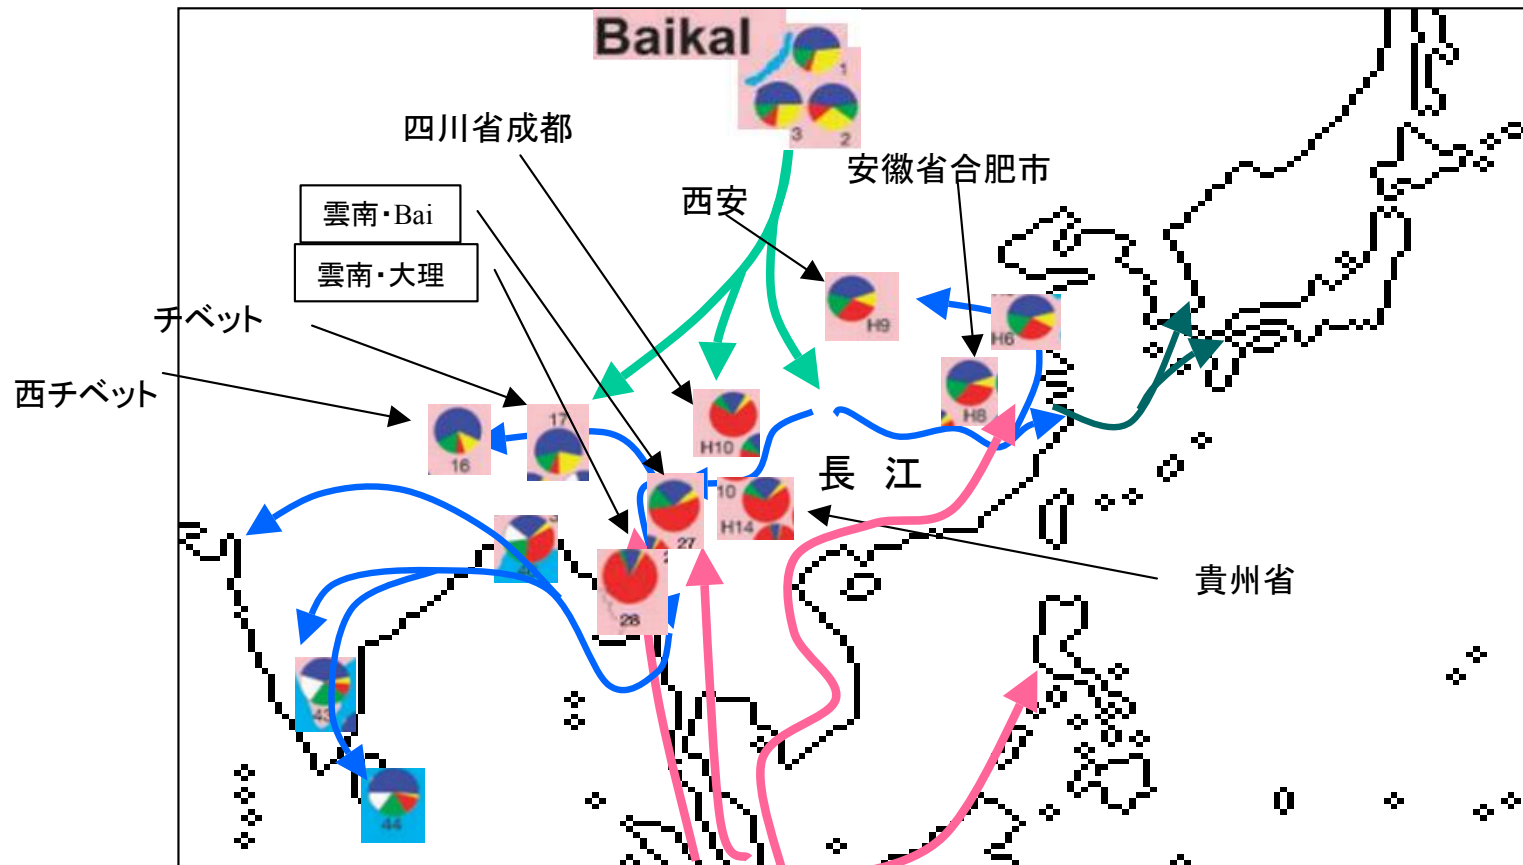 Baikal
1
3
2
四川省成都
安徽省合肥市
西安
雲南・Bai
雲南・大理
チベット
西チベット
H9
H6
H8
17
16
H10
長 江
10
H14
27
28
貴州省
43
44